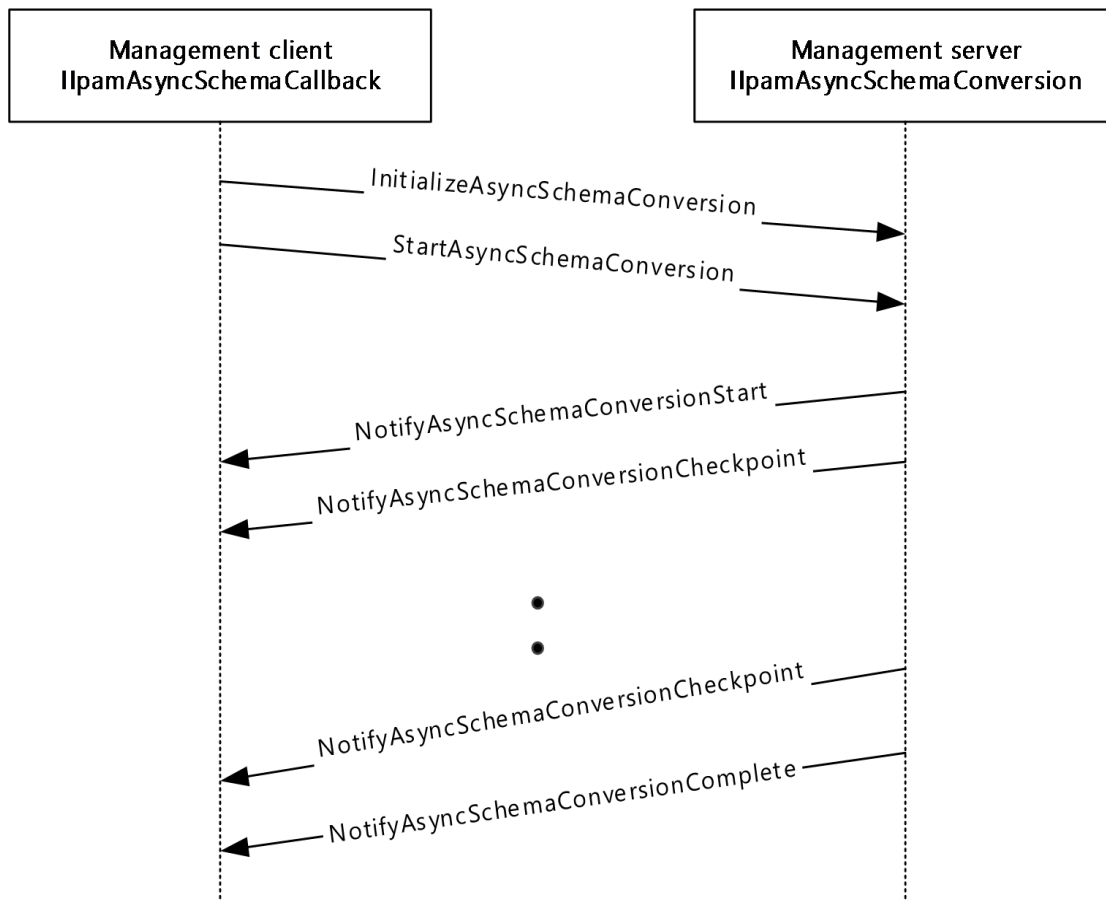 Management client
IIpamAsyncSchemaCallback
Management server
IIpamAsyncSchemaConversion
InitializeAsyncSchemaConversion
StartAsyncSchemaConversion
NotifyAsyncSchemaConversionStart
NotifyAsyncSchemaConversionCheckpoint
NotifyAsyncSchemaConversionCheckpoint
NotifyAsyncSchemaConversionComplete